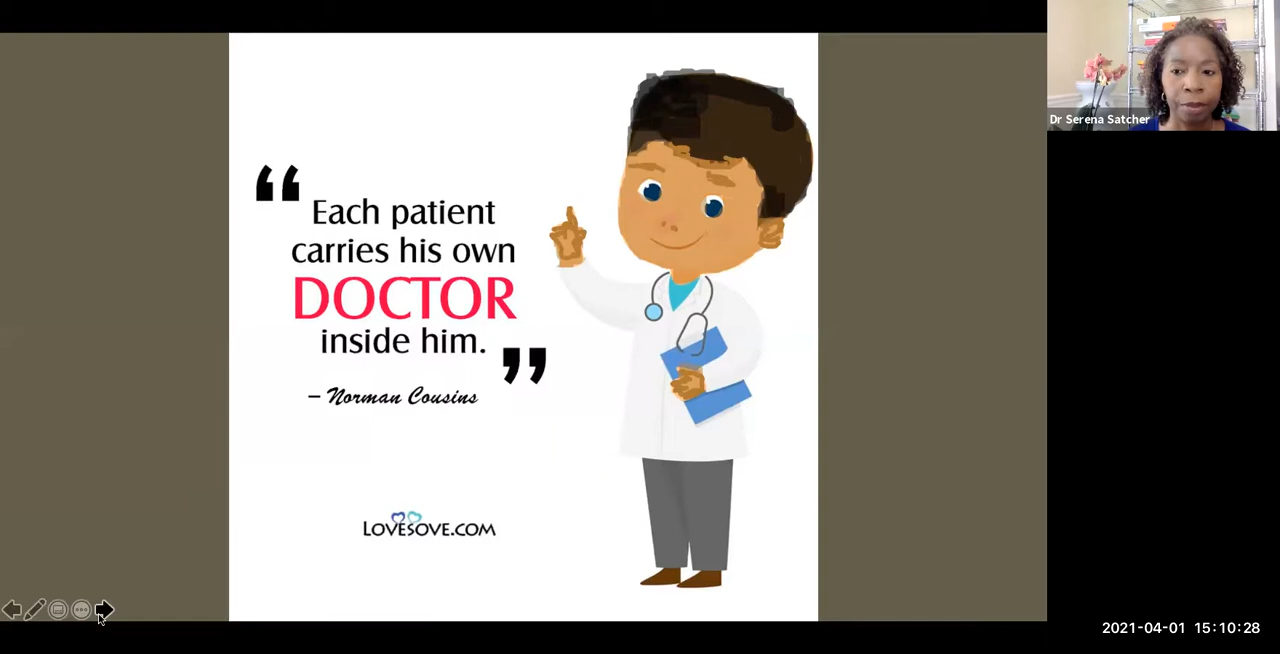 Dr Serena Satcher
“ Each patient
carries his own
DOCTOR
inside him. ”
– Norman Cousins
LOVESOVE.COM
2021-04-01 15:10:28